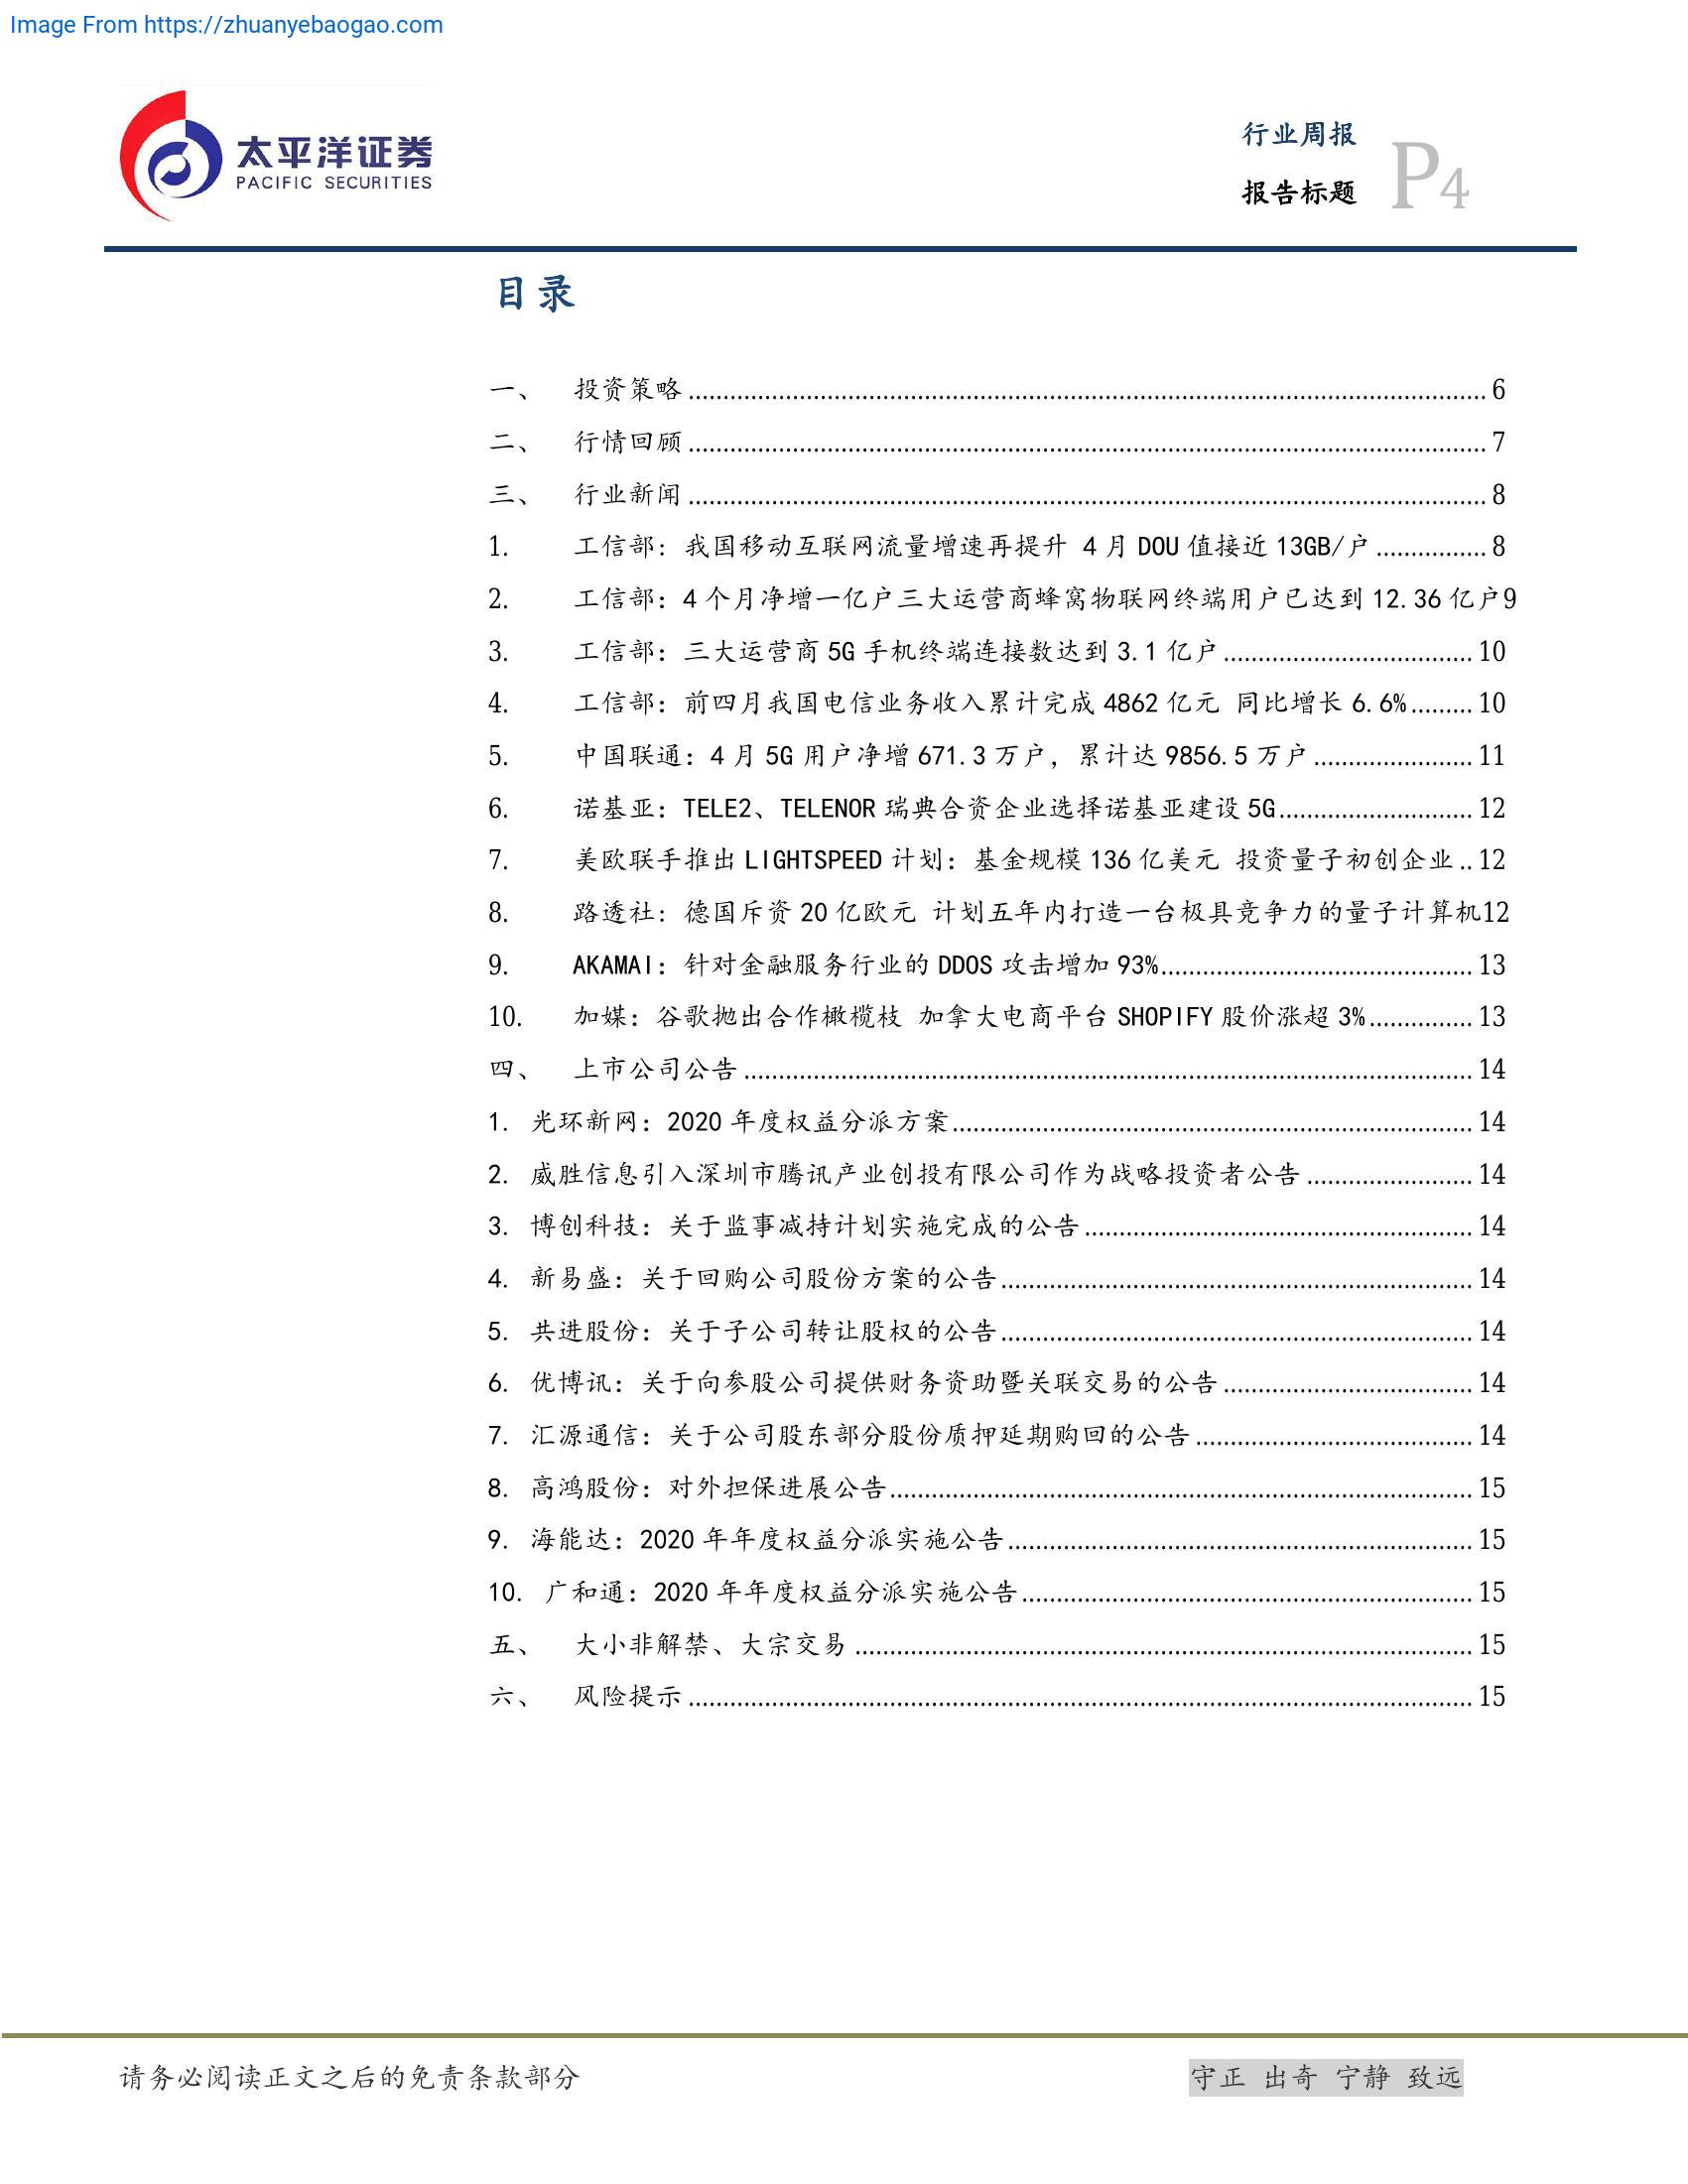 Image From https://zhuanyebaogao.com
太平洋证券
PACIFIC SECURITIES
行业周报
报告标题
P4
目录
一、 投资策略 6
二、 行情回顾 7
三、 行业新闻 8
1. 工信部：我国移动互联网流量增速再提升 4 月 DOU 值接近 13GB/户 8
2. 工信部：4 个月净增一亿户三大运营商蜂窝物联网终端用户已达到 12.36 亿户9
3. 工信部：三大运营商 5G 手机终端连接数达到 3.1 亿户 10
4. 工信部：前四月我国电信业务收入累计完成 4862 亿元 同比增长 6.6% 10
5. 中国联通：4 月 5G 用户净增 671.3 万户，累计达 9856.5 万户 11
6. 诺基亚：TELE2、TELENOR 瑞典合资企业选择诺基亚建设 5G 12
7. 美欧联手推出 LIGHTSPEED 计划：基金规模 136 亿美元 投资量子初创企业 12
8. 路透社：德国斥资 20 亿欧元 计划五年内打造一台极具竞争力的量子计算机12
9. AKAMAI：针对金融服务行业的 DDOS 攻击增加 93% 13
10. 加媒：谷歌抛出合作橄榄枝 加拿大电商平台 SHOPIFY 股价涨超 3% 13
四、 上市公司公告 14
1. 光环新网：2020 年度权益分派方案 14
2. 威胜信息引入深圳市腾讯产业创投有限公司作为战略投资者公告 14
3. 博创科技：关于监事减持计划实施完成的公告 14
4. 新易盛：关于回购公司股份方案的公告 14
5. 共进股份：关于子公司转让股权的公告 14
6. 优博讯：关于向参股公司提供财务资助暨关联交易的公告 14
7. 汇源通信：关于公司股东部分股份质押延期购回的公告 14
8. 高鸿股份：对外担保进展公告 15
9. 海能达：2020 年年度权益分派实施公告 15
10. 广和通：2020 年年度权益分派实施公告 15
五、 大小非解禁、大宗交易 15
六、 风险提示 15
请务必阅读正文之后的免责条款部分
守正 出奇 宁静 致远